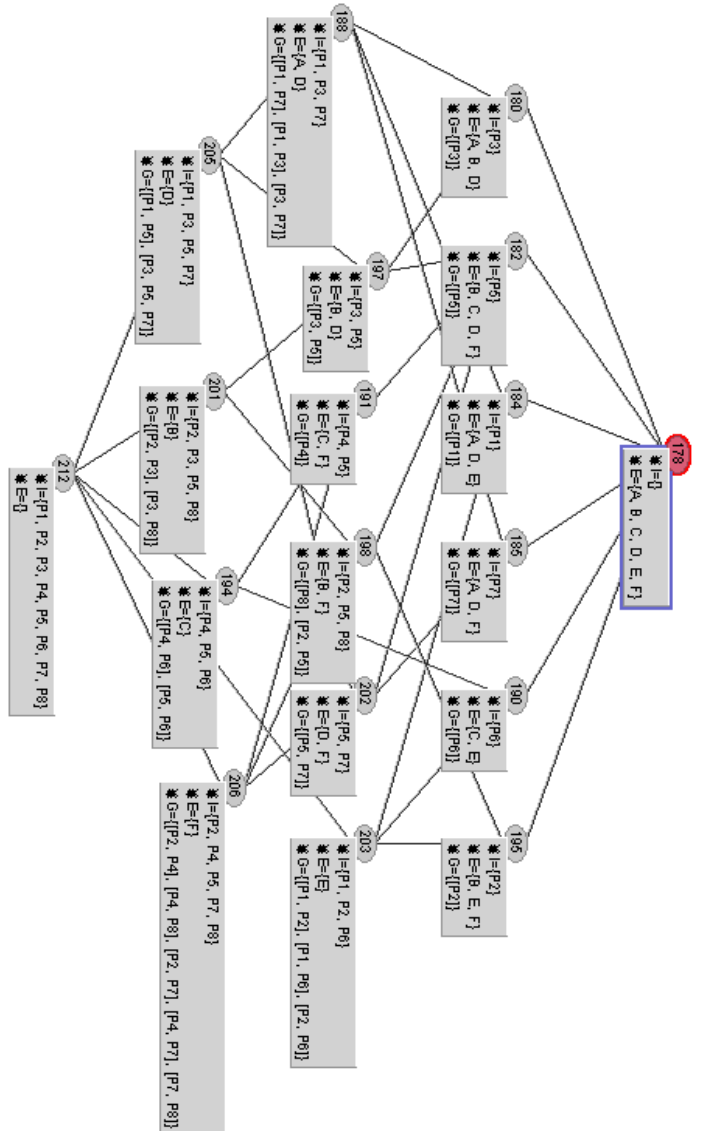 178
I={}
E={A, B, C, D, E, F}
180
I={P3}
E={A, B, D}
G={[P3]}
182
I={P5}
E={B, C, D, F}
G={[P5]}
184
I={P1}
E={A, D, E}
G={[P1]}
185
I={P7}
E={A, D, F}
G={[P7]}
190
I={P6}
E={C, E}
G={[P6]}
195
I={P2}
E={B, E, F}
G={[P2]}
188
I={P1, P3, P7}
E={A, D}
G={[P1, P7], [P1, P3], [P3, P7]}
197
I={P3, P5}
E={B, D}
G={[P3, P5]}
191
I={P4, P5}
E={C, F}
G={[P4]}
198
I={P2, P5, P8}
E={B, F}
G={[P8], [P2, P5]}
202
I={P5, P7}
E={D, F}
G={[P5, P7]}
203
I={P1, P2, P6}
E={E}
G={[P1, P2], [P1, P6], [P2, P6]}
205
I={P1, P3, P5, P7}
E={D}
G={[P1, P5], [P3, P5, P7]}
201
I={P2, P3, P5, P8}
E={B}
G={[P2, P3], [P3, P8]}
194
I={P4, P5, P6}
E={C}
G={[P4, P6], [P5, P6]}
206
I={P2, P4, P5, P7, P8}
E={F}
G={[P2, P4], [P4, P8], [P2, P7], [P4, P7], [P7, P8]}
212
I={P1, P2, P3, P4, P5, P6, P7, P8}
E={}